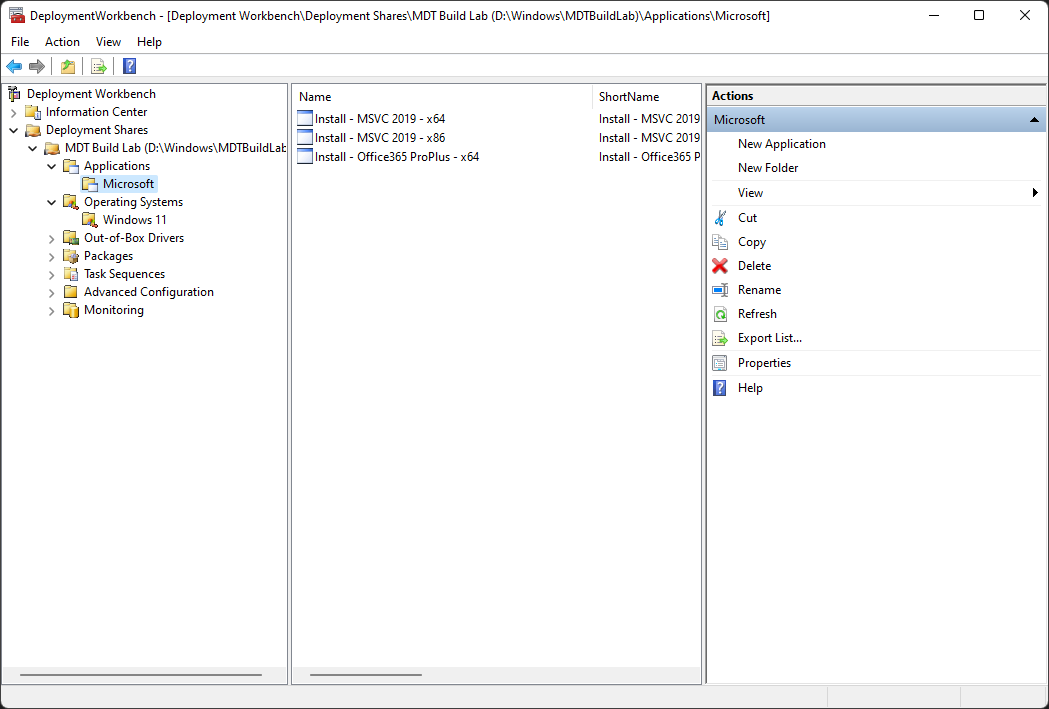 DeploymentWorkbench - [Deployment Workbench\Deployment Shares\MDT Build Lab (D:\Windows\MDTBuildLab)\Applications\Microsoft]
File Action View Help
Deployment Workbench
Information Center
Deployment Shares
MDT Build Lab (D:\Windows\MDTBuildLab
Applications
Microsoft
Operating Systems
Windows 11
Out-of-Box Drivers
Packages
Task Sequences
Advanced Configuration
Monitoring
Name ShortName
Install - MSVC 2019 - x64 Install - MSVC 2019
Install - MSVC 2019 - x86 Install - MSVC 2019
Install - Office365 ProPlus - x64 Install - Office365 P
Actions
Microsoft
New Application
New Folder
View
Cut
Copy
Delete
Rename
Refresh
Export List...
Properties
Help